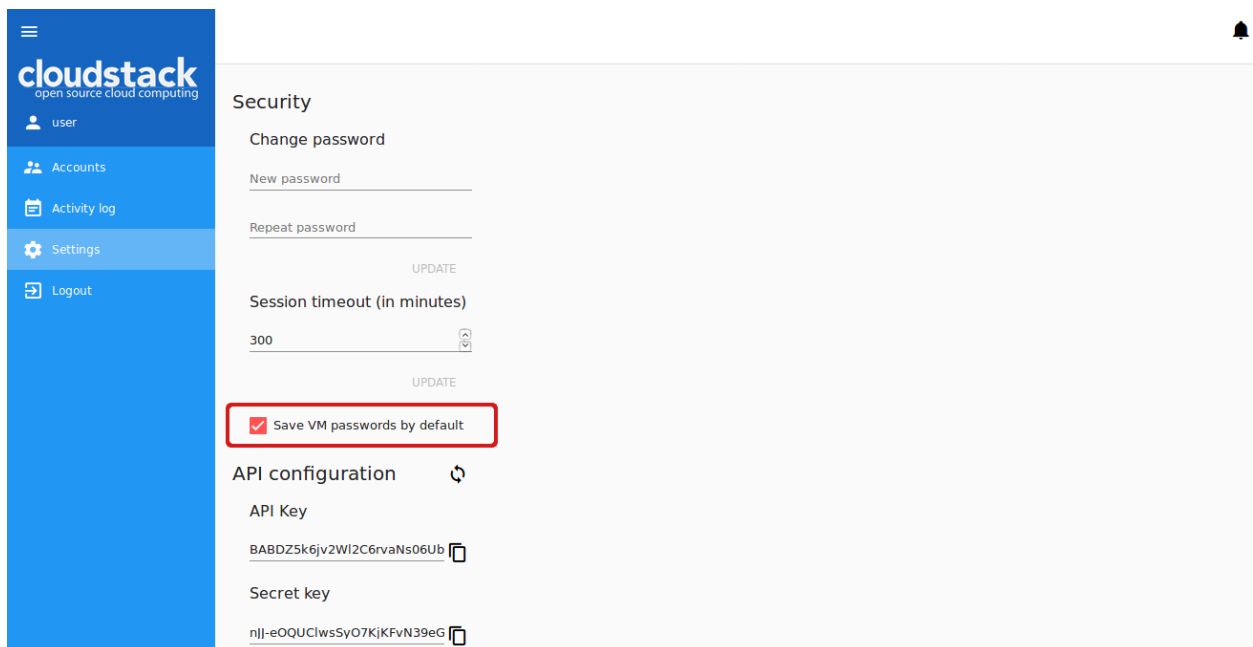 cloudstack
open source cloud computing
user
Accounts
Activity log
Settings
Logout
Security
Change password
New password
Repeat password
UPDATE
Session timeout (in minutes)
300
UPDATE
Save VM passwords by default
API configuration
API Key
BABDZ5k6jv2Wl2C6rvaNs06Ub
Secret key
nJJ-eOQUClwsSyO7KjKFvN39eG